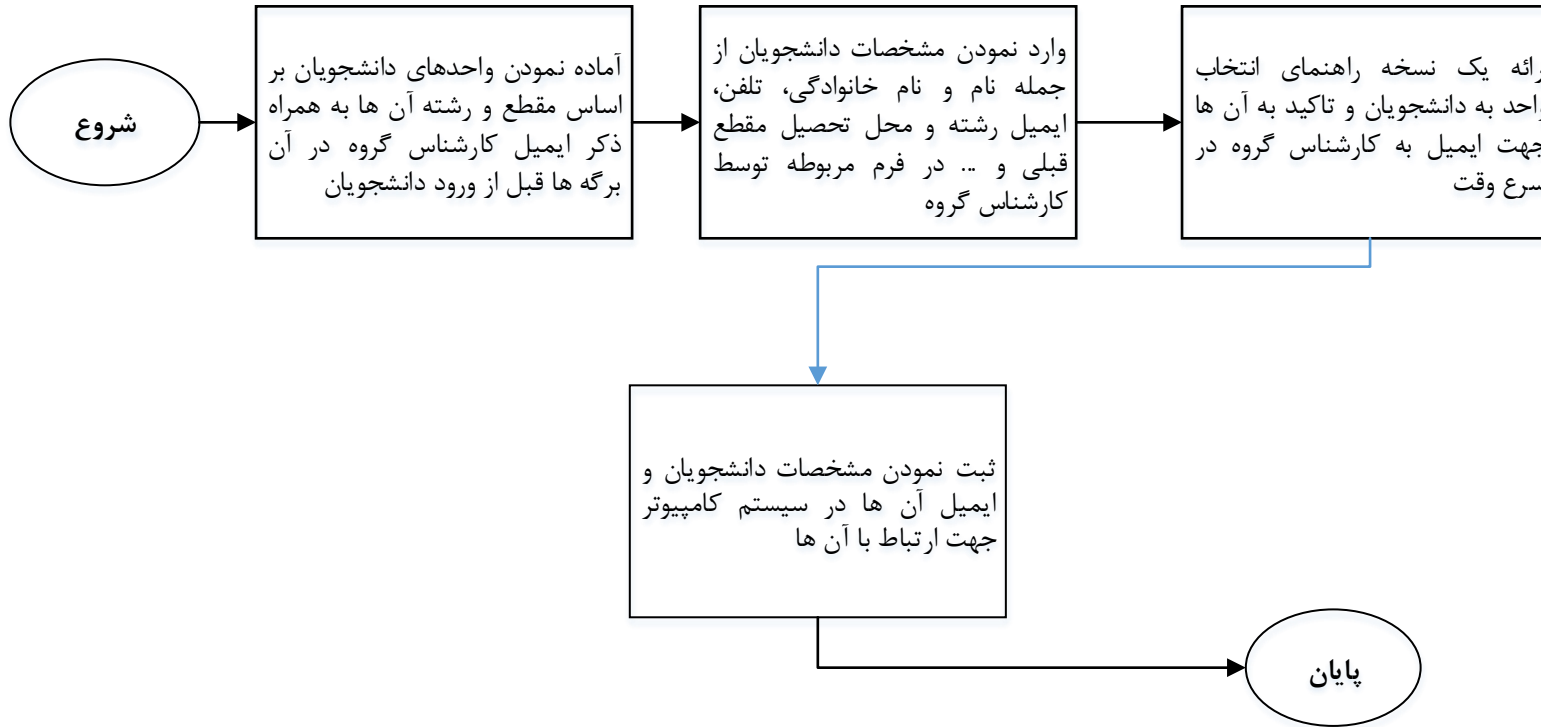 شروع
آماده نمودن واحدهای دانشجویان بر
اساس مقطع و رشته آن ها به همراه
ذکر ایمیل کارشناس گروه در آن
برگه ها قبل از ورود دانشجویان
وارد نمودن مشخصات دانشجویان از
جمله نام و نام خانوادگی، تلفن،
ایمیل رشته و محل تحصیل مقطع
قبلی و ... در فرم مربوطه توسط
کارشناس گروه
رائه یک نسخه راهنمای انتخاب
واحد به دانشجویان و تاکید به آن ها
جهت ایمیل به کارشناس گروه در
سرع وقت
ثبت نمودن مشخصات دانشجویان و
ایمیل آن ها در سیستم کامپیوتر
جهت ارتباط با آن ها
پایان